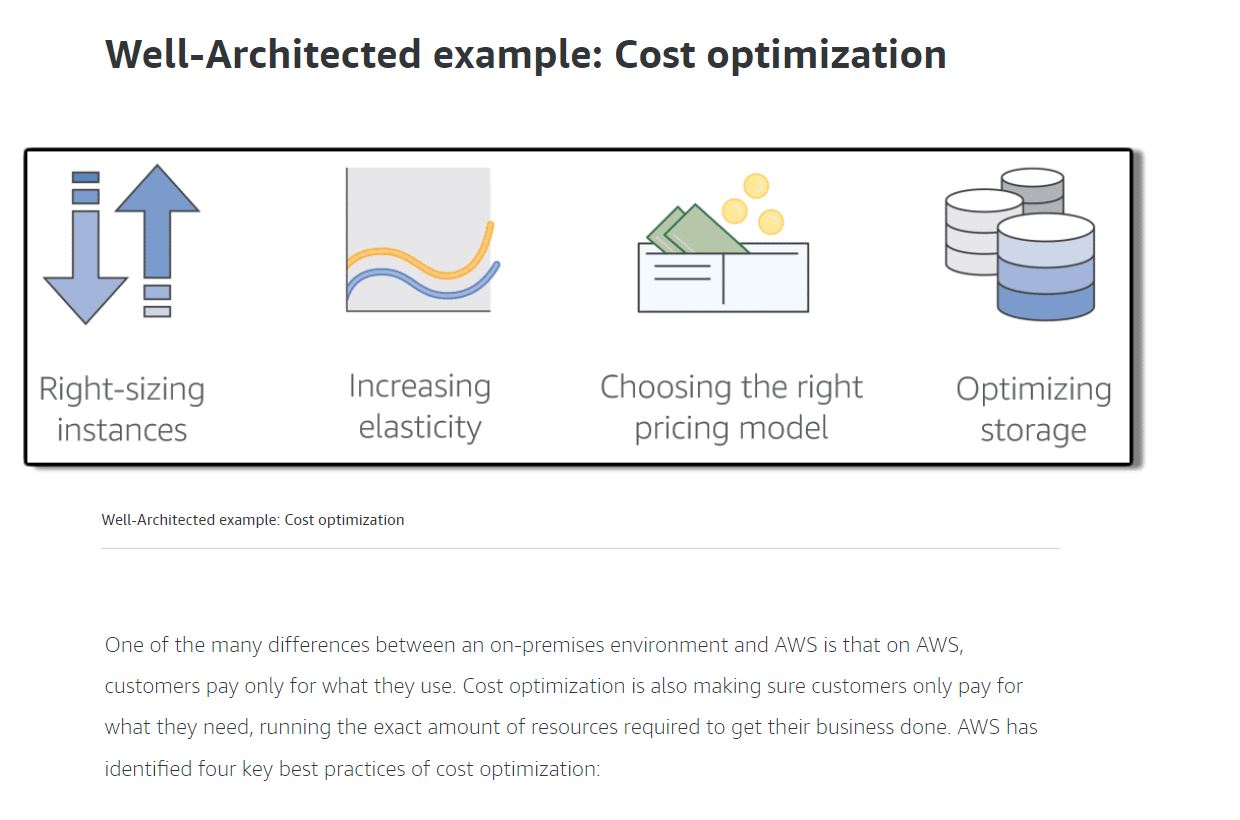 Well-Architected example: Cost optimization
Right-sizing
instances
Increasing
elasticity
Choosing the right
pricing model
Optimizing
storage
Well-Architected example: Cost optimization
One of the many differences between an on-premises environment and AWS is that on AWS,
customers pay only for what they use. Cost optimization is also making sure customers only pay for
what they need, running the exact amount of resources required to get their business done. AWS has
identified four key best practices of cost optimization: